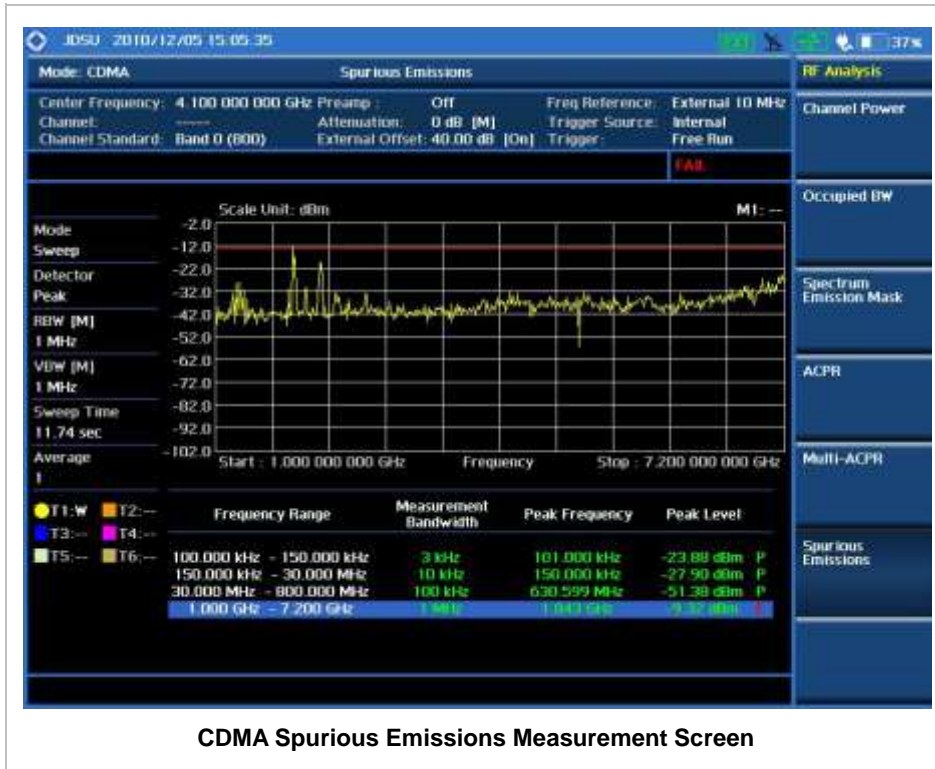 JDSU 2010/12/05 15:05:35 37%
Mode: CDMA Spurious Emissions RF Analysis
Center Frequency: 4.100 000 000 GHz Preamp : Off Freq Reference: External 10 MHz
Channel: ----- Attenuation: 0 dB [M] Trigger Source: Internal
Channel Standard: Band 0 (800) External Offset: 40.00 dB [On] Trigger: Free Run
FAIL
Channel Power
Occupied BW
Spectrum
Emission Mask
ACPR
Multi-ACPR
Spurious
Emissions
Mode
Sweep
Detector
Peak
RBW [M]
1 MHz
VBW [M]
1 MHz
Sweep Time
11.74 sec
Average
1
T1:W T2:--
T3:-- T4:--
T5:-- T6:--
Scale Unit: dBm M1: --
-2.0
-12.0
-22.0
-32.0
-42.0
-52.0
-62.0
-72.0
-82.0
-92.0
-102.0
Start : 1.000 000 000 GHz Frequency Stop : 7.200 000 000 GHz
Frequency Range Measurement Bandwidth Peak Frequency Peak Level
100.000 kHz - 150.000 kHz 3 kHz 101.000 kHz -23.88 dBm P
150.000 kHz - 30.000 MHz 10 kHz 150.000 kHz -27.90 dBm P
30.000 MHz - 800.000 MHz 100 kHz 630.599 MHz -51.38 dBm P
1.000 GHz - 7.200 GHz 1 MHz 1.043 GHz -9.32 dBm F
CDMA Spurious Emissions Measurement Screen